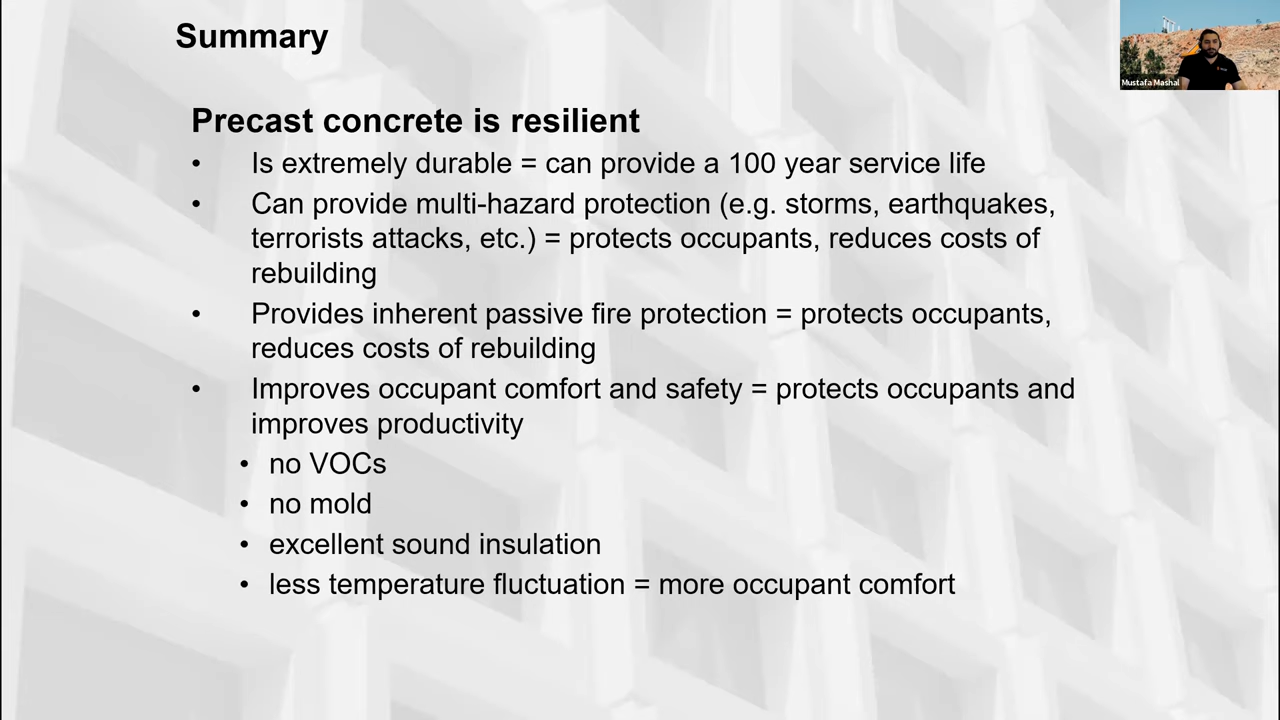 Summary
Mustafa Mashal
Precast concrete is resilient
• Is extremely durable = can provide a 100 year service life
• Can provide multi-hazard protection (e.g. storms, earthquakes,
terrorists attacks, etc.) = protects occupants, reduces costs of
rebuilding
• Provides inherent passive fire protection = protects occupants,
reduces costs of rebuilding
• Improves occupant comfort and safety = protects occupants and
improves productivity
• no VOCs
• no mold
• excellent sound insulation
• less temperature fluctuation = more occupant comfort